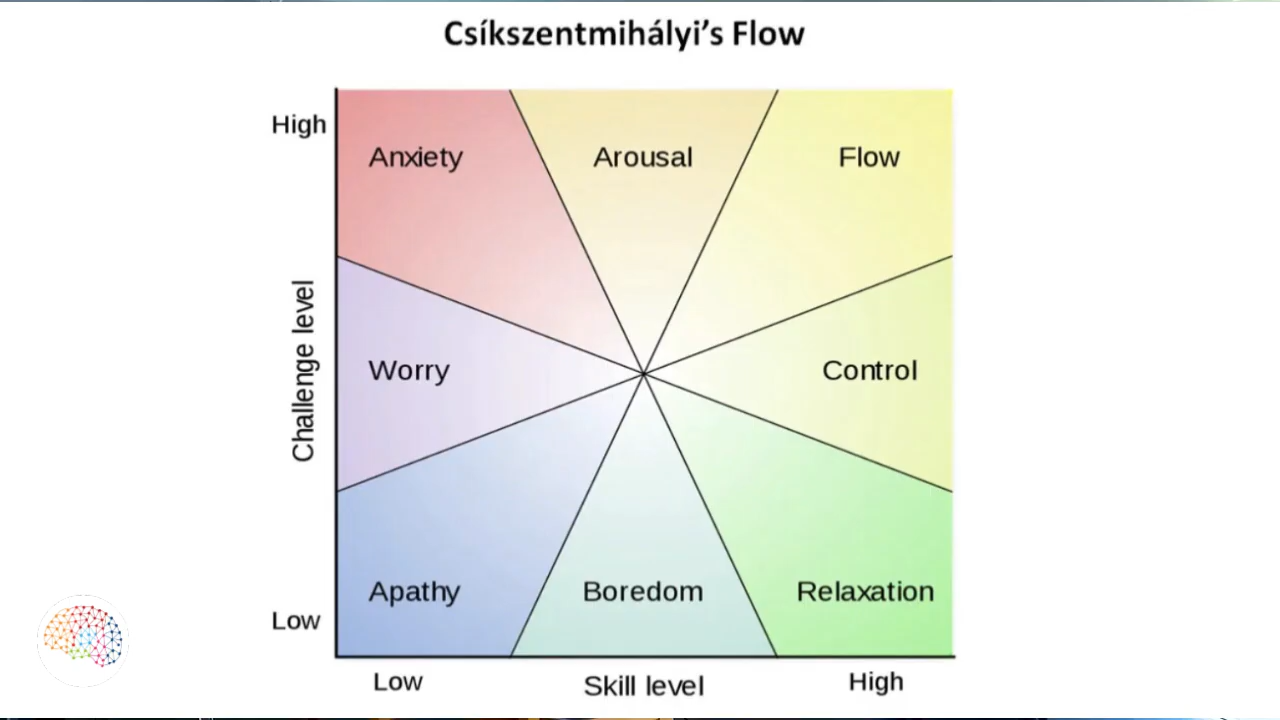 Csíkszentmihályi’s Flow
High
Anxiety
Arousal
Flow
Challenge level
Worry
Control
Apathy
Boredom
Relaxation
Low
Low
Skill level
High